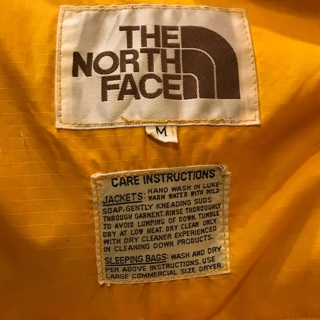 THE
NORTH
FACE
M
CARE INSTRUCTIONS
JACKETS: HAND WASH IN LUKE-
WARM WATER WITH MILD
SOAP, GENTLY KNEADING SUDS
THROUGH GARMENT. RINSE THOROUGHLY
TO AVOID LUMPING OF DOWN, TUMBLE
DRY AT LOW HEAT. DRY CLEAN ONLY
WITH DRY CLEANER EXPERIENCED
IN CLEANING DOWN PRODUCTS.
SLEEPING BAGS: WASH AND DRY
PER ABOVE INSTRUCTIONS. USE
LARGE COMMERCIAL SIZE DRYER.